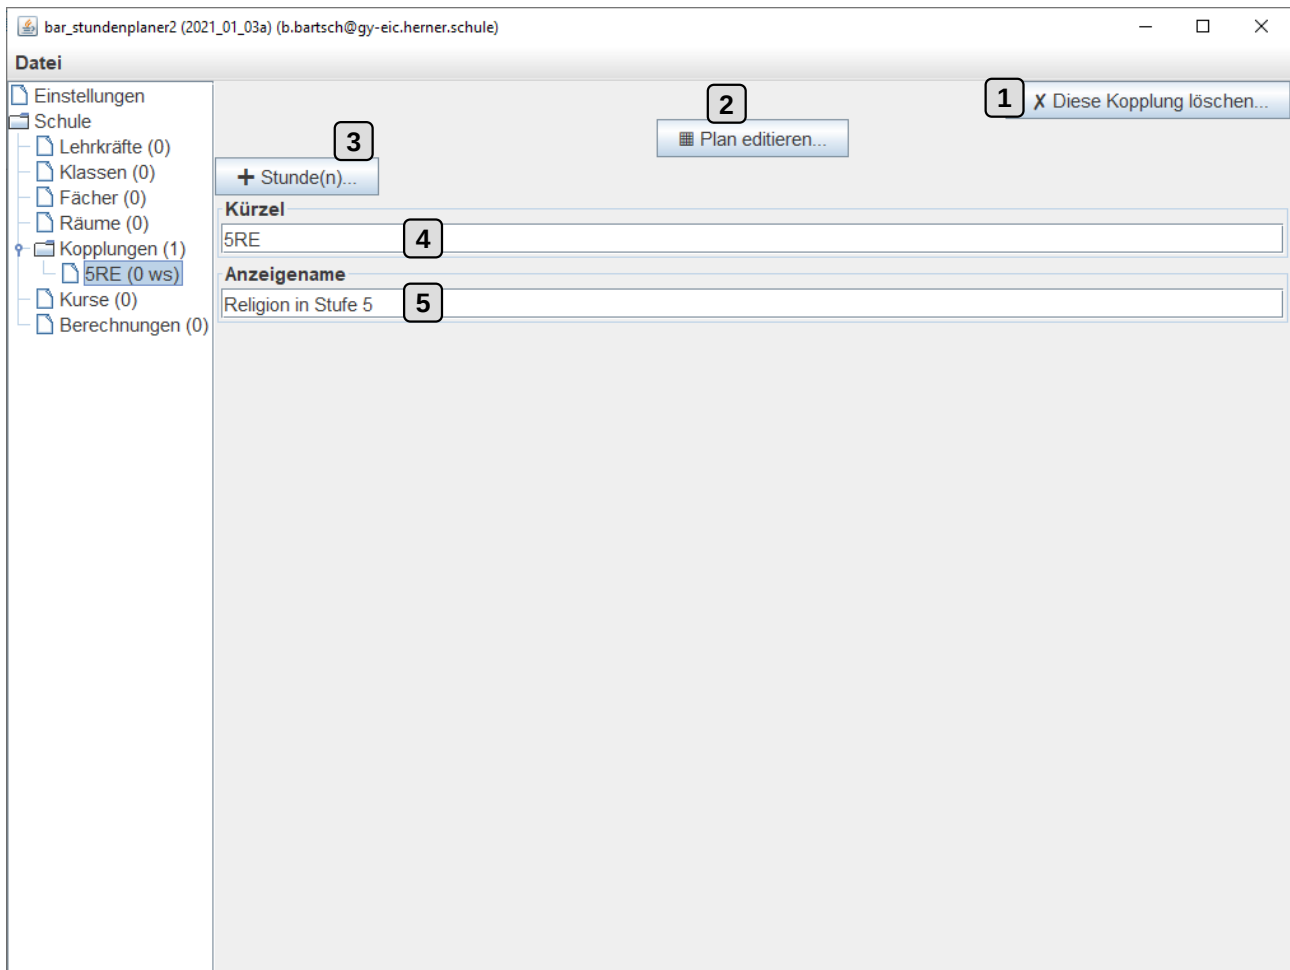 bar_stundenplaner2 (2021_01_03a) (b.bartsch@gy-eic.herner.schule)
Datei
Einstellungen
Schule
Lehrkräfte (0)
Klassen (0)
Fächer (0)
Räume (0)
Kopplungen (1)
5RE (0 ws)
Kurse (0)
Berechnungen (0)
1
✗ Diese Kopplung löschen...
2
Plan editieren...
3
+ Stunde(n)...
Kürzel
5RE
4
Anzeigename
Religion in Stufe 5
5